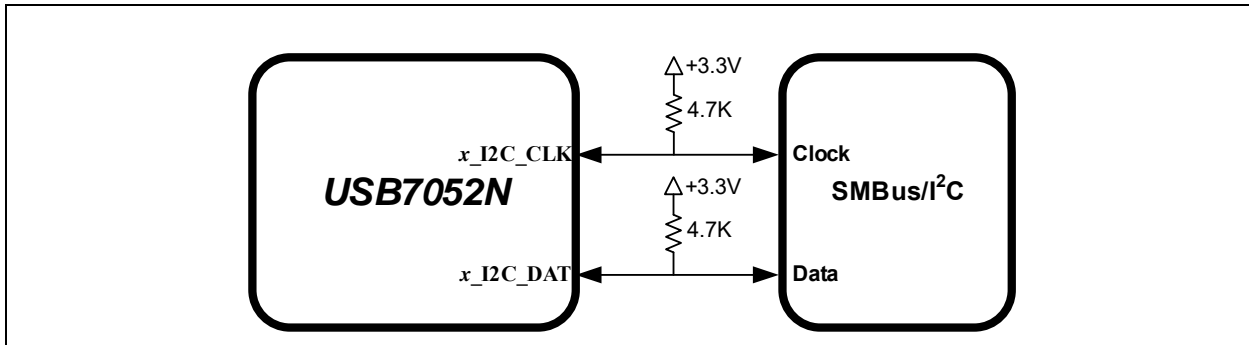 +3.3V
4.7K
x_I2C_CLK
Clock
USB7052N
+3.3V
SMBus/I²C
4.7K
x_I2C_DAT
Data